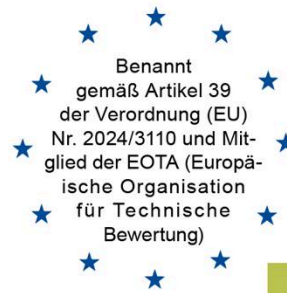 Benannt
gemäß Artikel 39
der Verordnung (EU)
Nr. 2024/3110 und Mit-
glied der EOTA (Europä-
ische Organisation
für Technische
Bewertung)